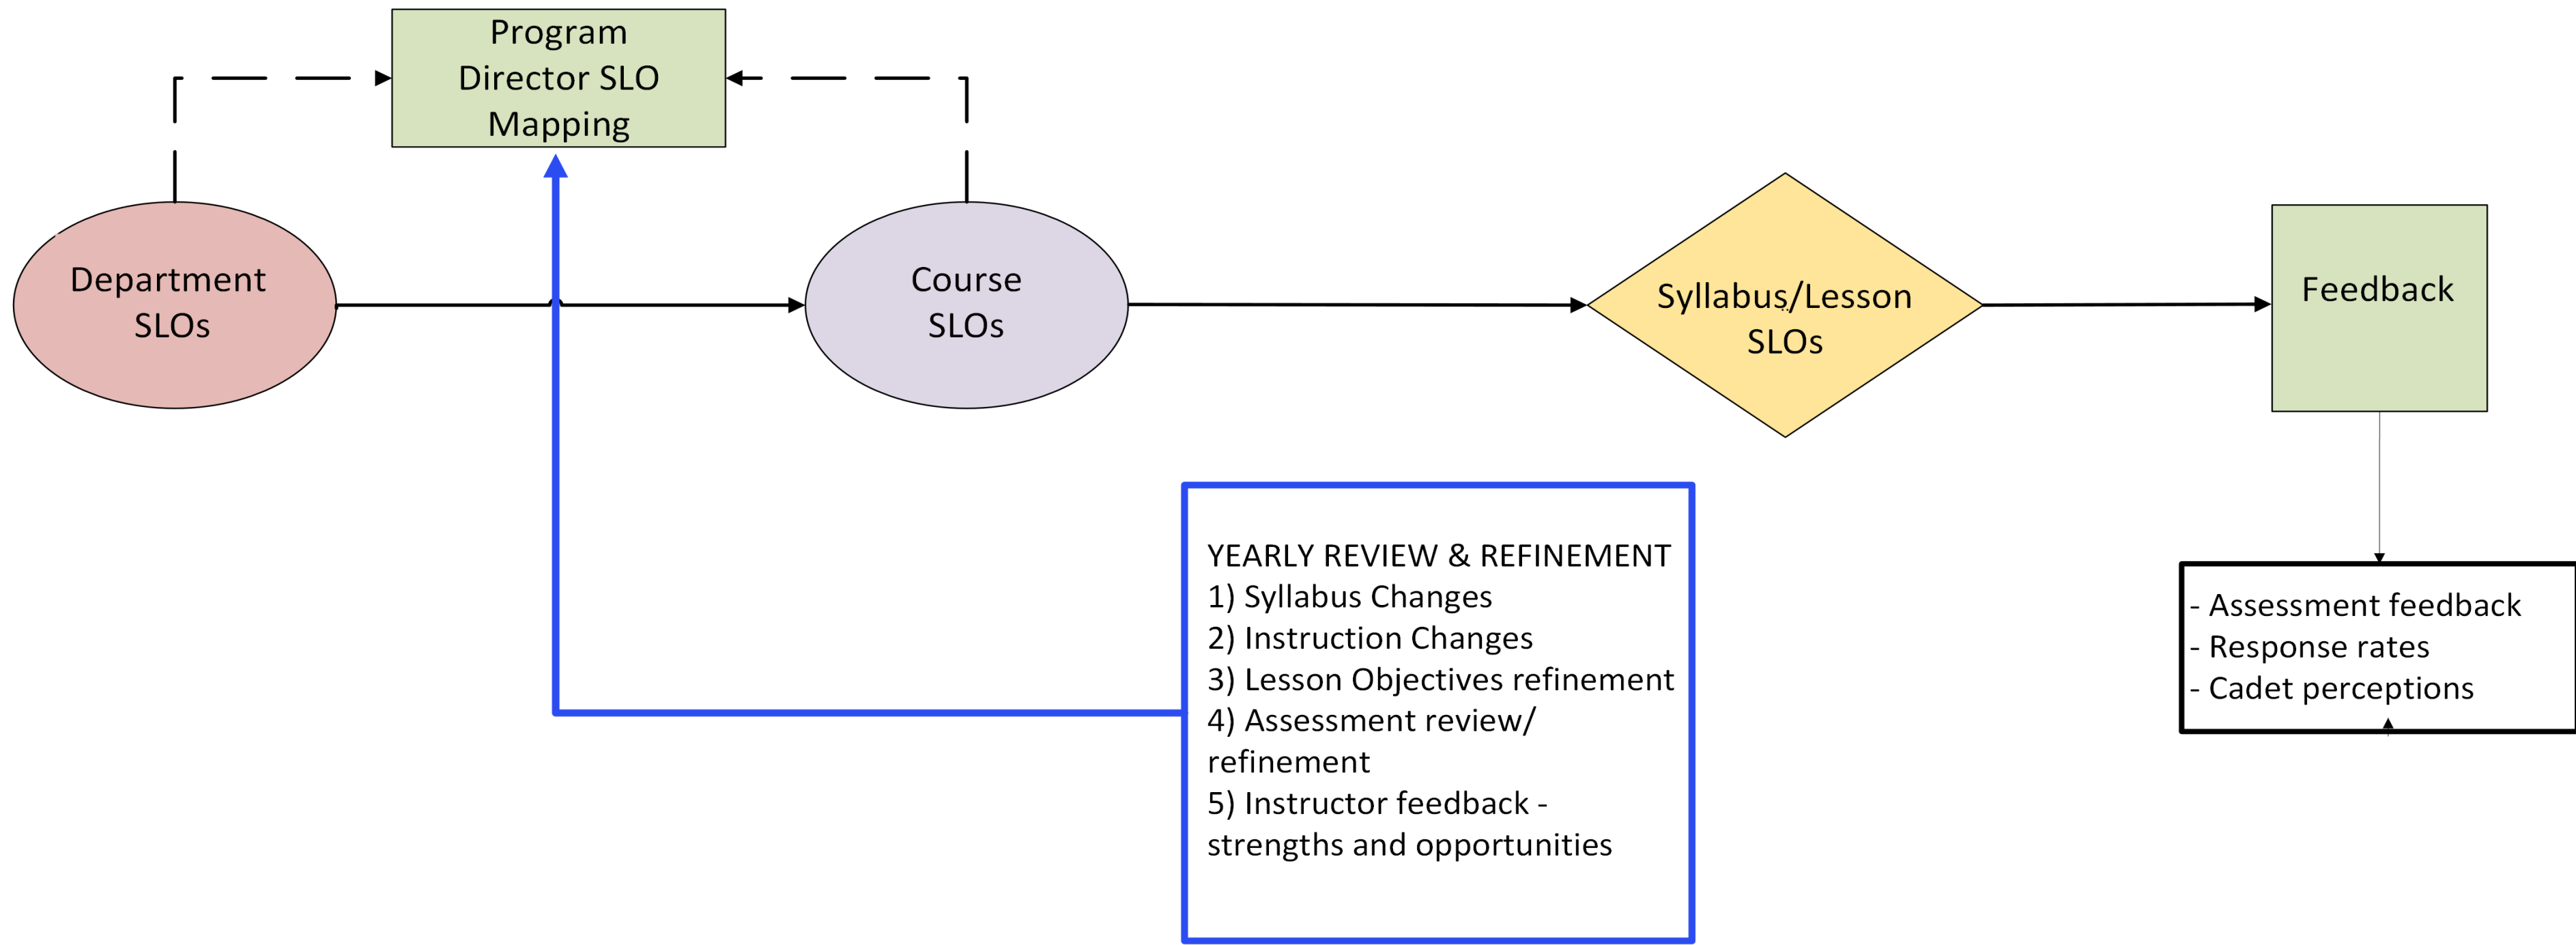 Program
Director SLO
Mapping
Department
SLOs
Course
SLOs
Syllabus/Lesson
SLOs
Feedback
YEARLY REVIEW & REFINEMENT
1) Syllabus Changes
2) Instruction Changes
3) Lesson Objectives refinement
4) Assessment review/
refinement
5) Instructor feedback -
strengths and opportunities
- Assessment feedback
- Response rates
- Cadet perceptions